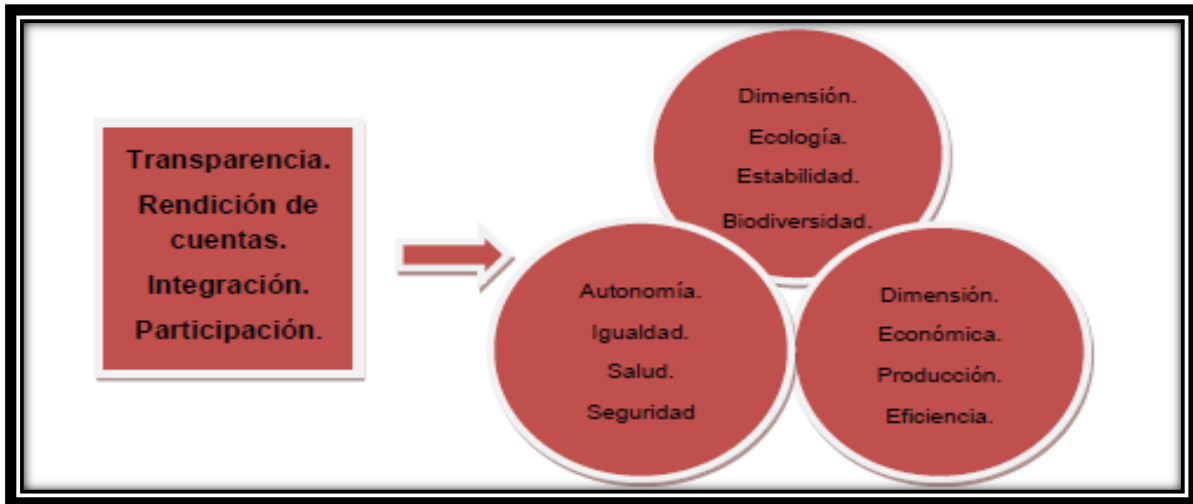 Transparencia.
Rendición de
cuentas.
Integración.
Participación.
Dimensión.
Ecología.
Estabilidad.
Biodiversidad.
Autonomía.
Igualdad.
Salud.
Seguridad
Dimensión.
Económica.
Producción.
Eficiencia.